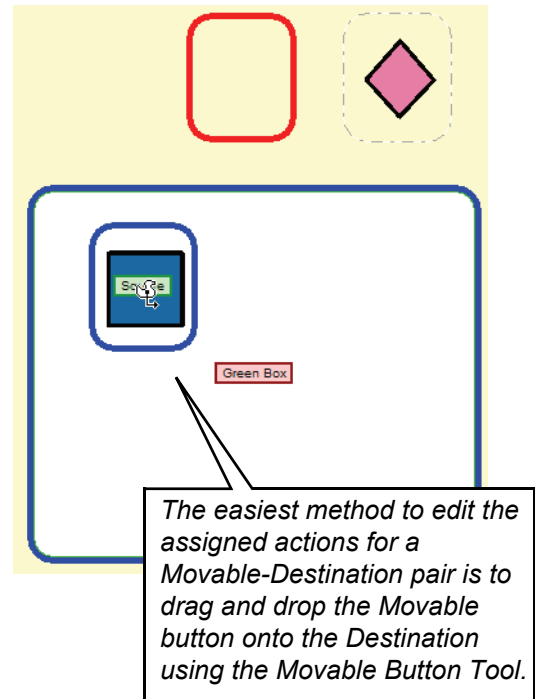 Green Box
The easiest method to edit the
assigned actions for a
Movable-Destination pair is to
drag and drop the Movable
button onto the Destination
using the Movable Button Tool.